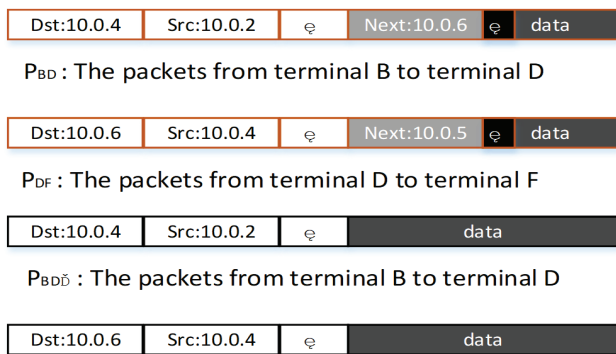 Dst:10.0.4 Src:10.0.2 ҿ Next:10.0.6 ҿ data
PBD : The packets from terminal B to terminal D
Dst:10.0.6 Src:10.0.4 ҿ Next:10.0.5 ҿ data
PDF : The packets from terminal D to terminal F
Dst:10.0.4 Src:10.0.2 ҿ data
PBDĎ : The packets from terminal B to terminal D
Dst:10.0.6 Src:10.0.4 ҿ data